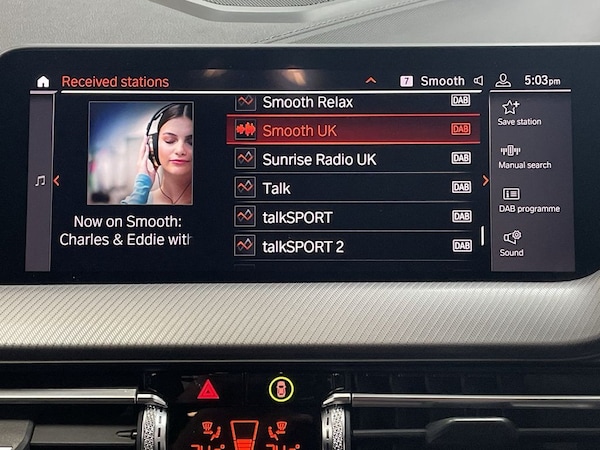 Received stations
7 Smooth 5:03pm
Smooth Relax DAB
Smooth UK DAB
Sunrise Radio UK DAB
Talk DAB
talkSPORT DAB
talkSPORT 2 DAB
Now on Smooth:
Charles & Eddie with
Save station
Manual search
DAB programme
Sound